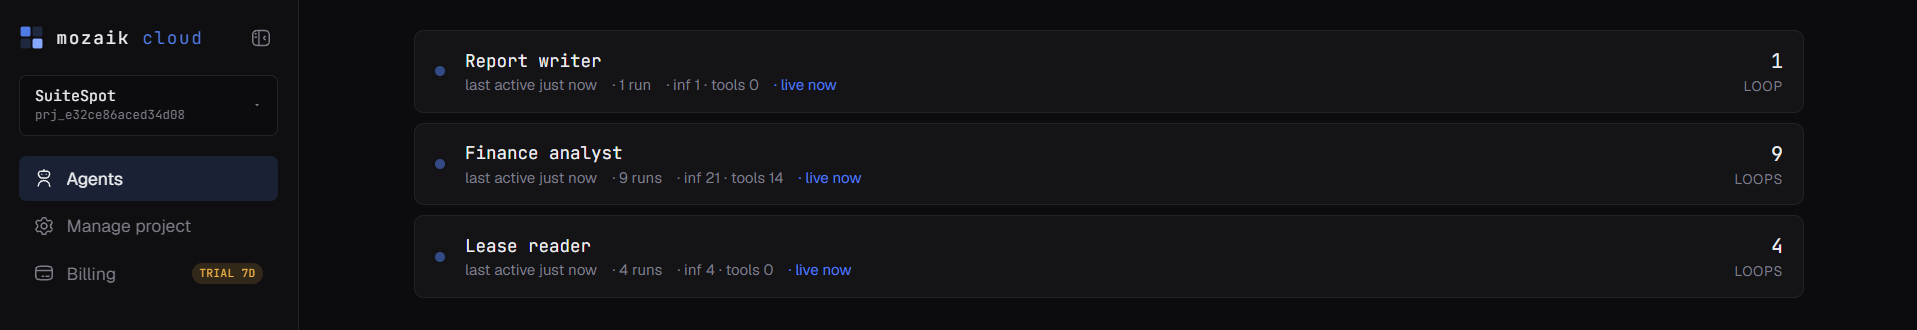 mozaik cloud
SuiteSpot
prj_e32ce86aced34d08
Agents
Manage project
Billing
TRIAL 7D
Report writer
last active just now · 1 run · inf 1 · tools 0 · live now
1
LOOP
Finance analyst
last active just now · 9 runs · inf 21 · tools 14 · live now
9
LOOPS
Lease reader
last active just now · 4 runs · inf 4 · tools 0 · live now
4
LOOPS